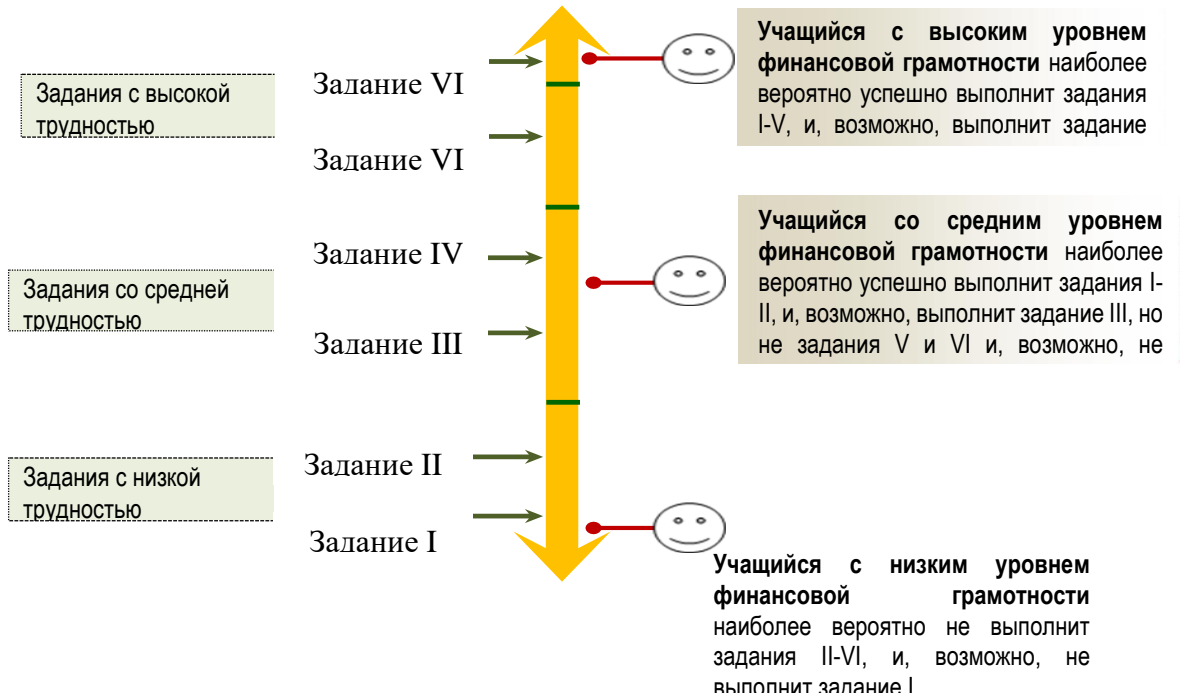 Задания с высокой
трудностью
Задание VI
Задание VI
Учащийся с высоким уровнем
финансовой грамотности наиболее
вероятно успешно выполнит задания
I-V, и, возможно, выполнит задание
Задания со средней
трудностью
Задание IV
Задание III
Учащийся со средним уровнем
финансовой грамотности наиболее
вероятно успешно выполнит задания I-
II, и, возможно, выполнит задание III, но
не задания V и VI и, возможно, не
Задания с низкой
трудностью
Задание II
Задание I
Учащийся с низким уровнем
финансовой грамотности
наиболее вероятно не выполнит
задания II-VI, и, возможно, не
выполнит задание I